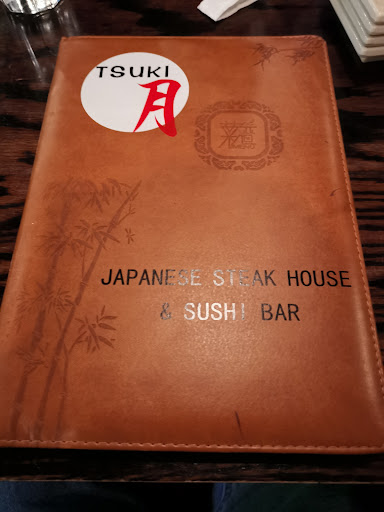 TSUKI
月
JAPANESE STEAK HOUSE
& SUSHI BAR